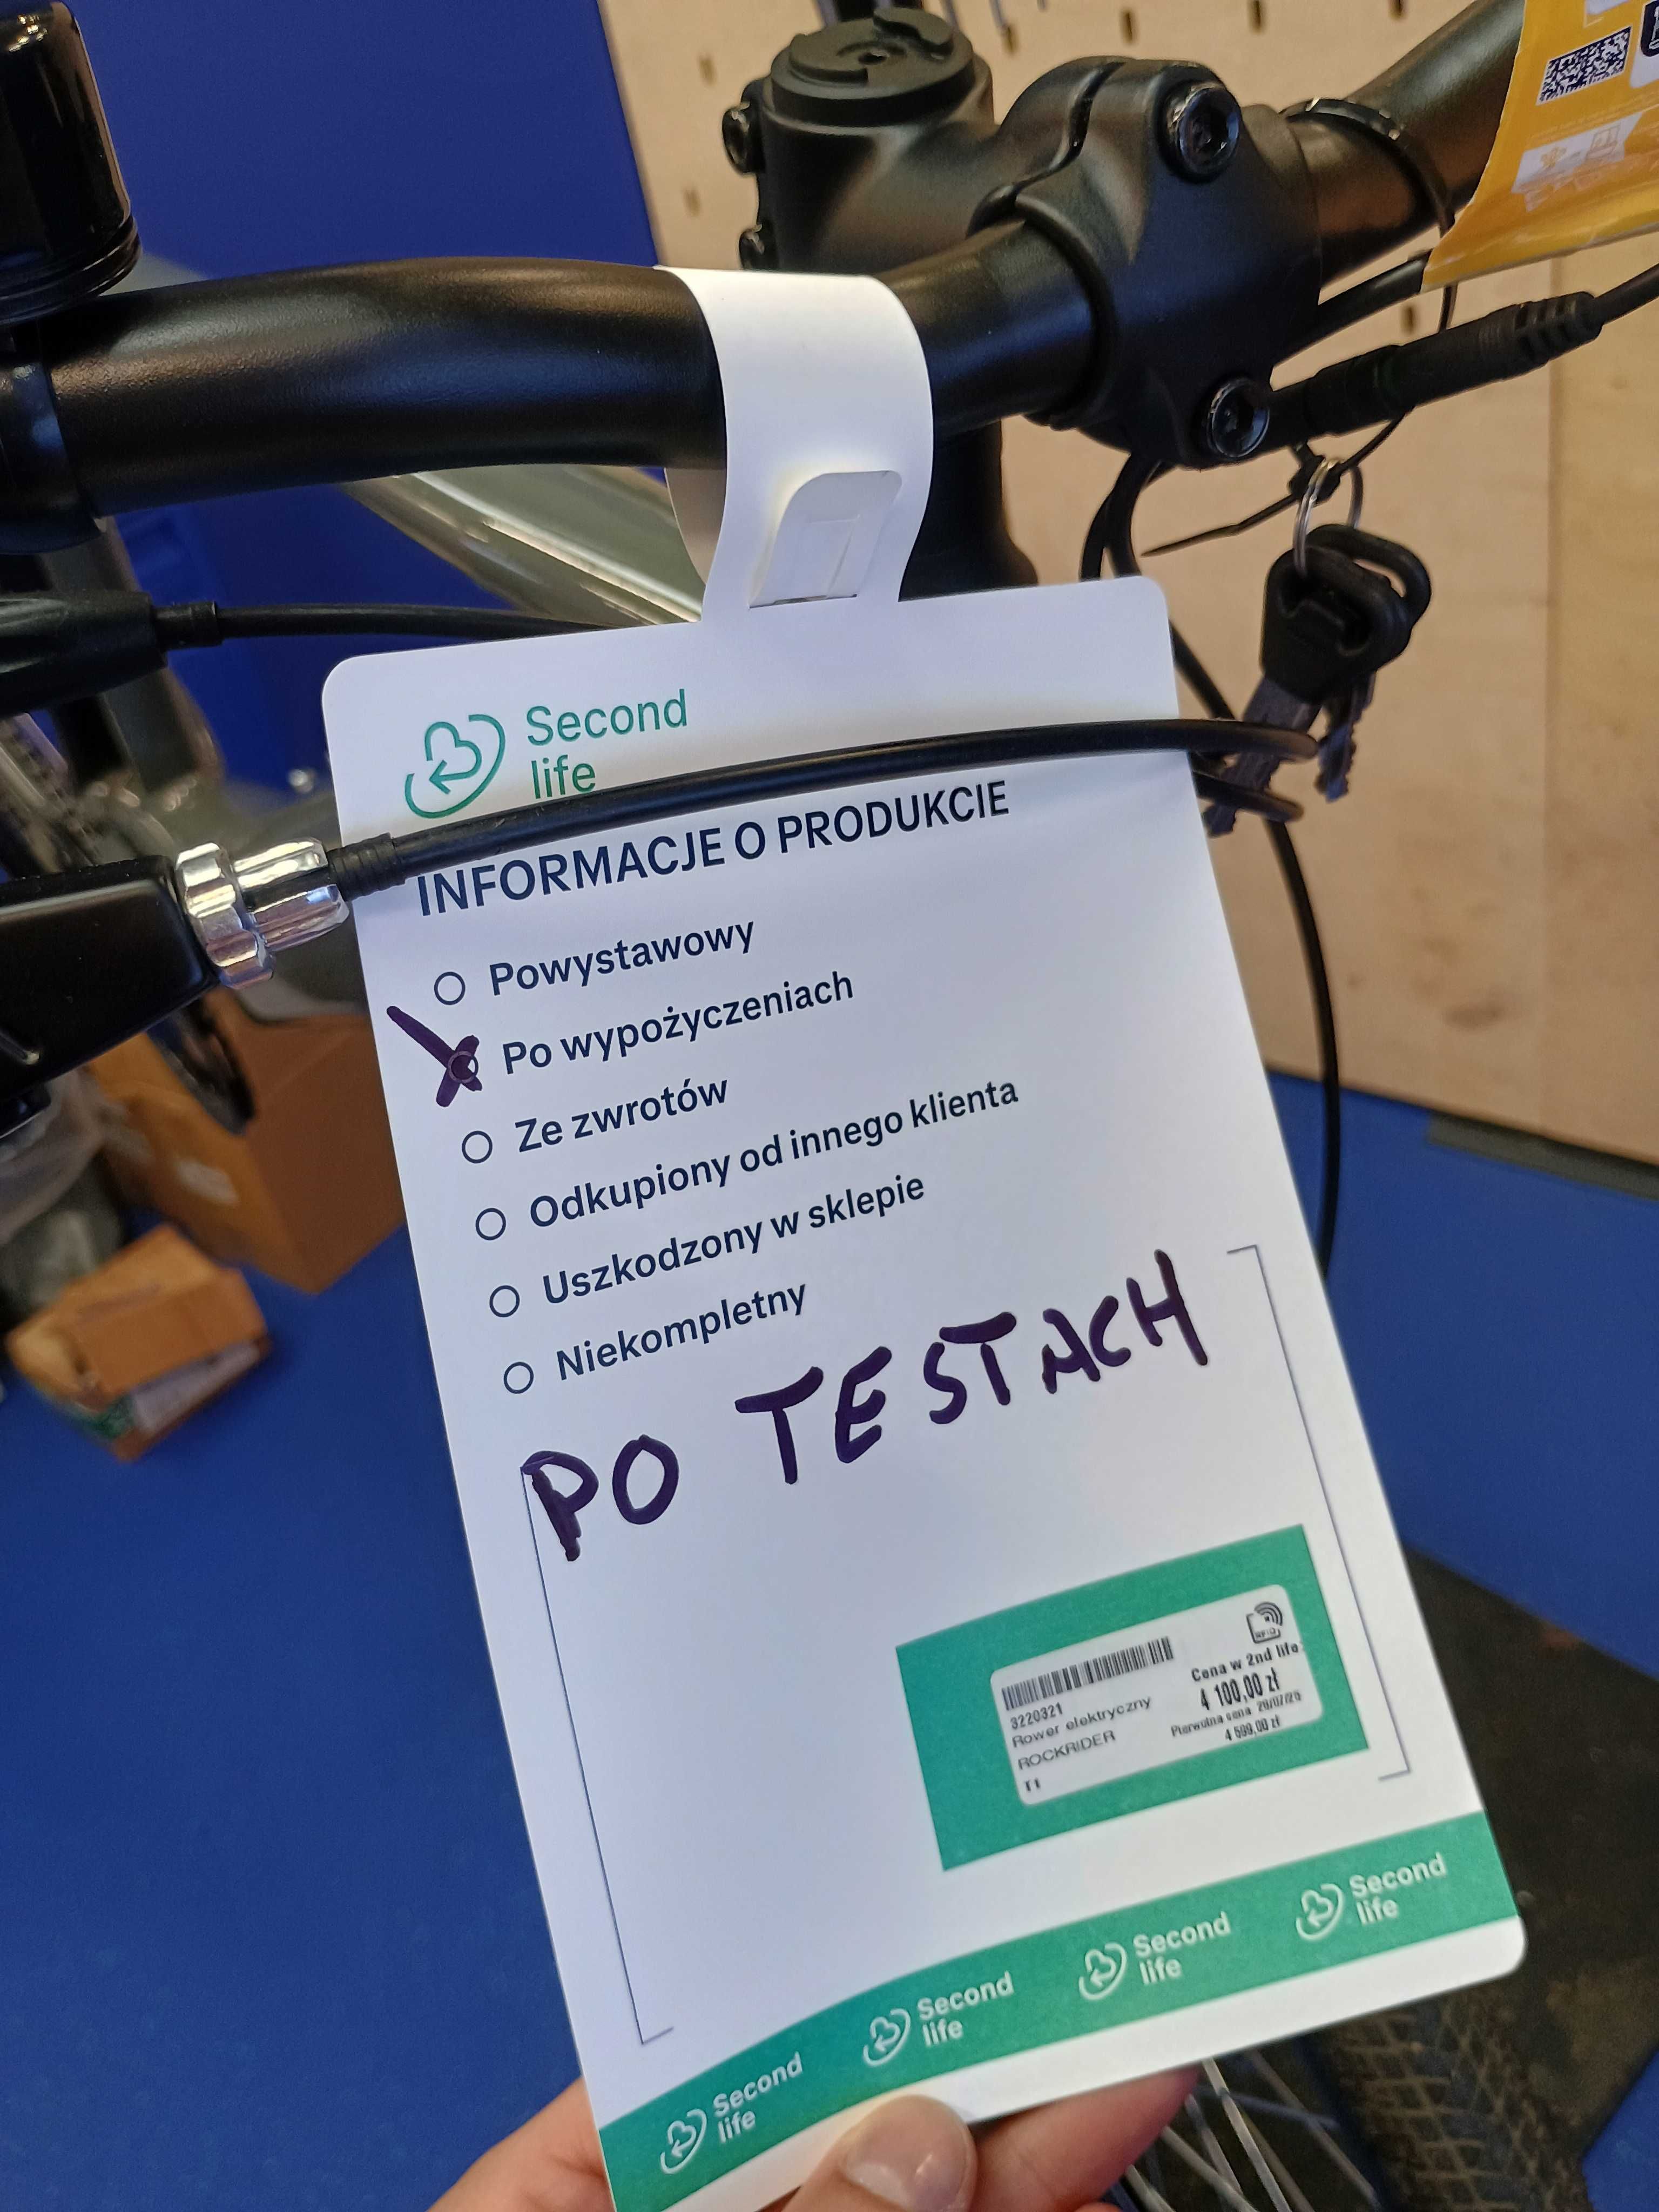 Second
life
INFORMACJE O PRODUKCIE
Powystawowy
Po wypożyczeniach
Ze zwrotów
Odkupiony od innego klienta
Uszkodzony w sklepie
Niekompletny
PO TESTACH
3220321
Rower elektryczny
ROCKRIDER
Cena w 2nd life
4 100,00 zł
Pierwotna cena
4 599,00 zł
Second
life
Second
life
Second
life
Second
life